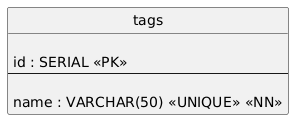 tags
id : SERIAL «PK»
name : VARCHAR(50) «UNIQUE» «NN»